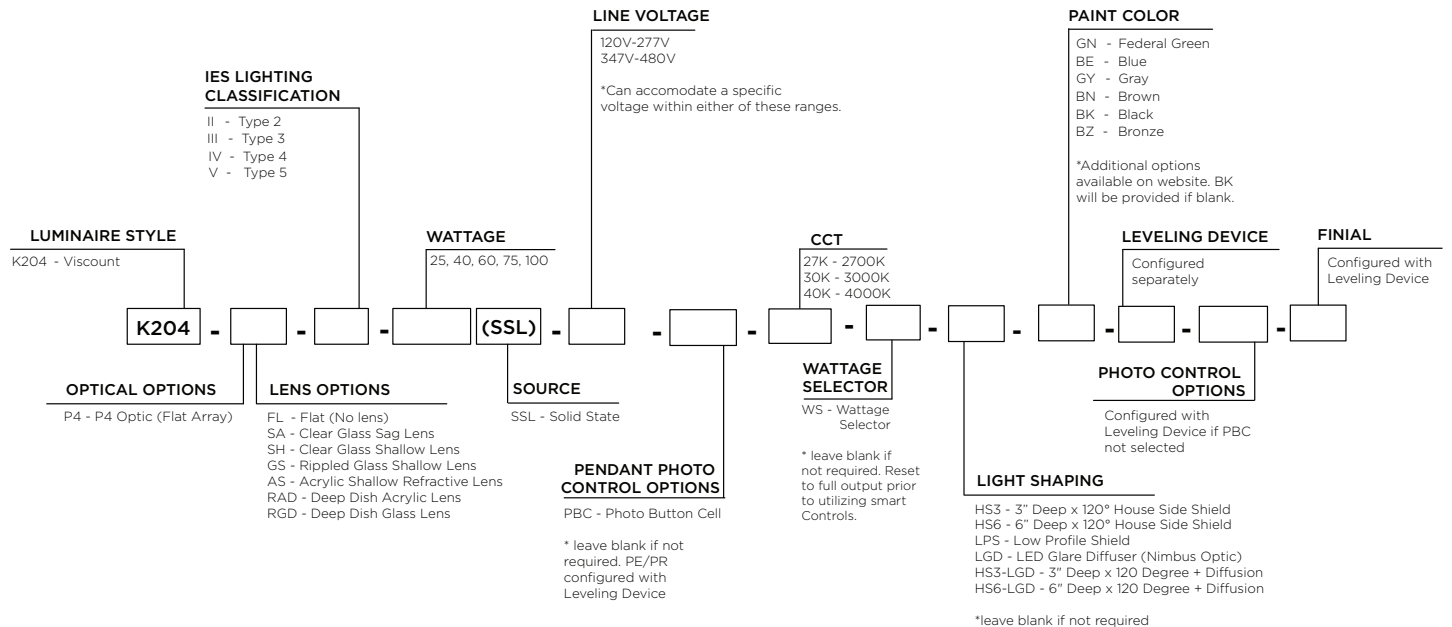 LINE VOLTAGE
120V-277V
347V-480V
*Can accomodate a specific
voltage within either of these ranges.
PAINT COLOR
GN - Federal Green
BE - Blue
GY - Gray
BN - Brown
BK - Black
BZ - Bronze
*Additional options
available on website. BK
will be provided if blank.
IES LIGHTING
CLASSIFICATION
II - Type 2
III - Type 3
IV - Type 4
V - Type 5
LUMINAIRE STYLE
K204 - Viscount
WATTAGE
25, 40, 60, 75, 100
CCT
27K - 2700K
30K - 3000K
40K - 4000K
LEVELING DEVICE
Configured
separately
FINIAL
Configured with
Leveling Device
K204 - - - (SSL) - - - - - - - - -
OPTICAL OPTIONS
P4 - P4 Optic (Flat Array)
LENS OPTIONS
FL - Flat (No lens)
SA - Clear Glass Sag Lens
SH - Clear Glass Shallow Lens
GS - Rippled Glass Shallow Lens
AS - Acrylic Shallow Refractive Lens
RAD - Deep Dish Acrylic Lens
RGD - Deep Dish Glass Lens
SOURCE
SSL - Solid State
PENDANT PHOTO
CONTROL OPTIONS
PBC - Photo Button Cell
* leave blank if not
required. PE/PR
configured with
Leveling Device
WATTAGE
SELECTOR
WS - Wattage
Selector
* leave blank if
not required. Reset
to full output prior
to utilizing smart
Controls.
LIGHT SHAPING
HS3 - 3” Deep x 120° House Side Shield
HS6 - 6” Deep x 120° House Side Shield
LPS - Low Profile Shield
LGD - LED Glare Diffuser (Nimbus Optic)
HS3-LGD - 3" Deep x 120 Degree + Diffusion
HS6-LGD - 6" Deep x 120 Degree + Diffusion
*leave blank if not required
PHOTO CONTROL
OPTIONS
Configured with
Leveling Device if PBC
not selected